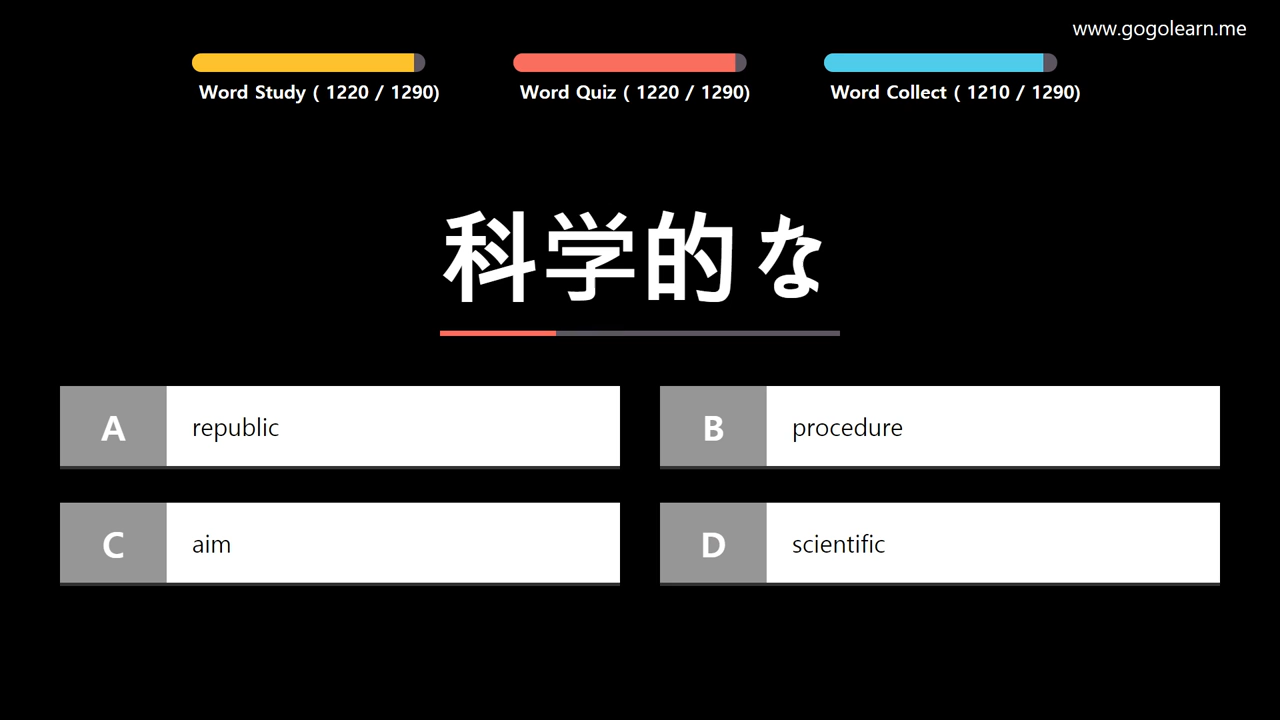 www.gogolearn.me
Word Study ( 1220 / 1290)
Word Quiz ( 1220 / 1290)
Word Collect ( 1210 / 1290)
科学的な
A republic
B procedure
C aim
D scientific